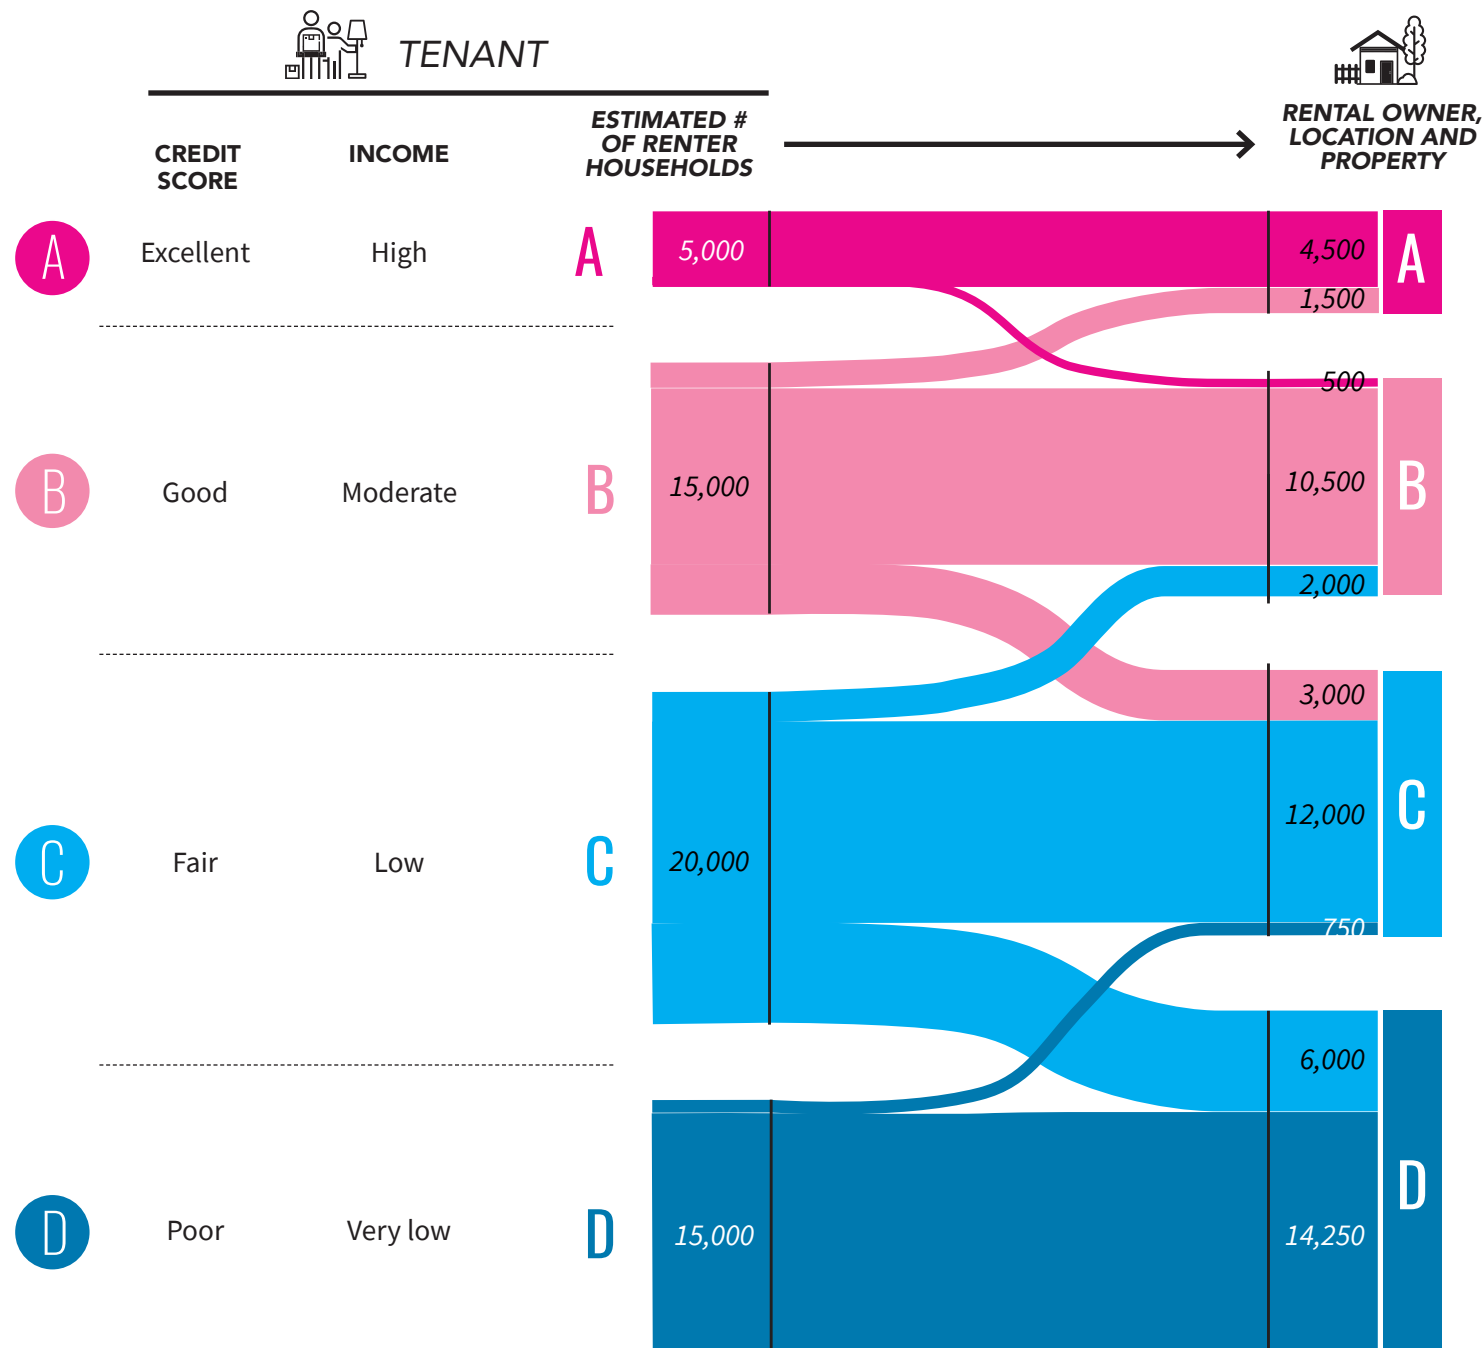 TENANT
CREDIT
SCORE
INCOME
ESTIMATED #
OF RENTER
HOUSEHOLDS
RENTAL OWNER,
LOCATION AND
PROPERTY
A Excellent High A 5,000 4,500 A
1,500
500
B Good Moderate B 15,000 10,500 B
2,000
3,000
C Fair Low C 20,000 12,000 C
750
6,000
D Poor Very low D 15,000 14,250 D